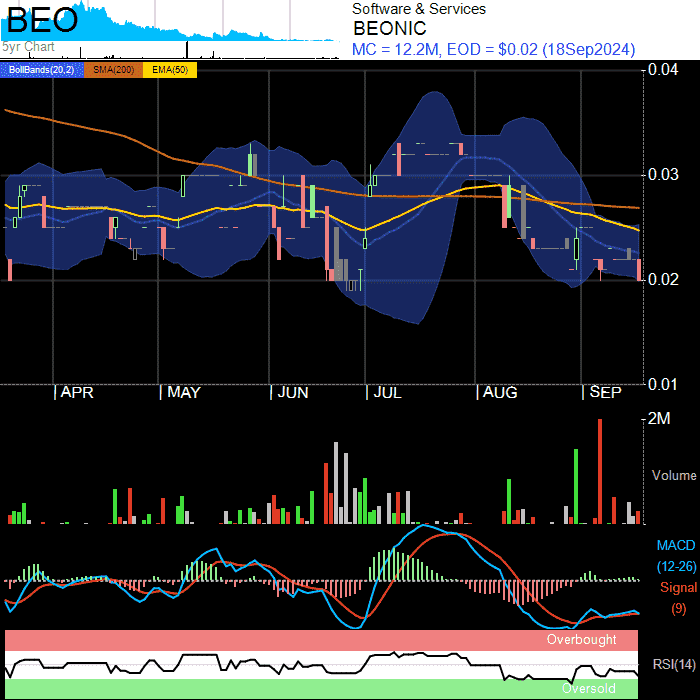 BEO
5yr Chart
Software & Services
BEONIC
MC = 12.2M, EOD = $0.02 (18Sep2024)
BollBands(20,2) SMA(200) EMA(50)
0.04
0.03
0.02
0.01
APR MAY JUN JUL AUG SEP
2M
Volume
MACD
(12-26)
Signal
(9)
Overbought
RSI(14)
Oversold